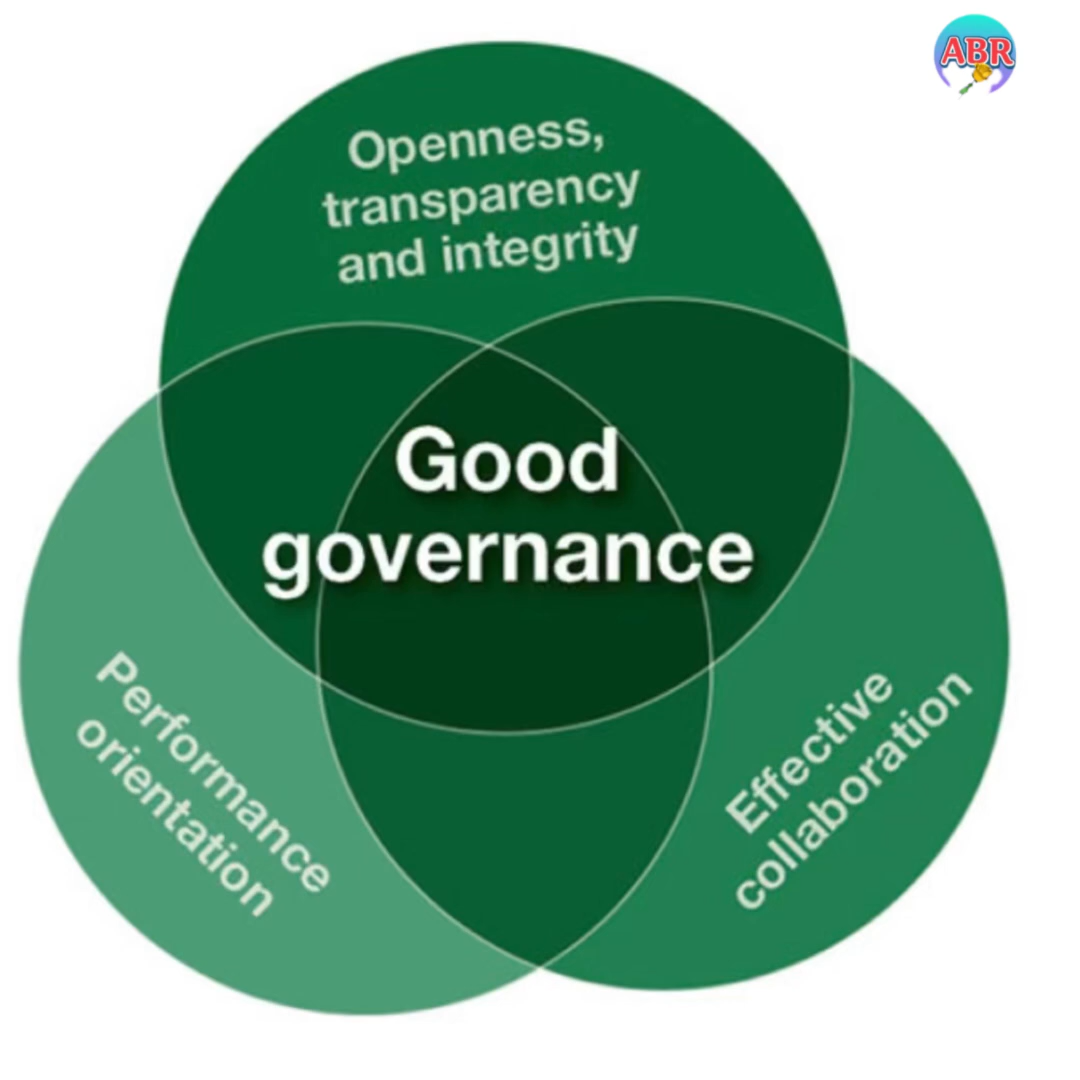 ABR
Openness,
transparency
and integrity
Good
governance
Performance
orientation
Effective
collaboration